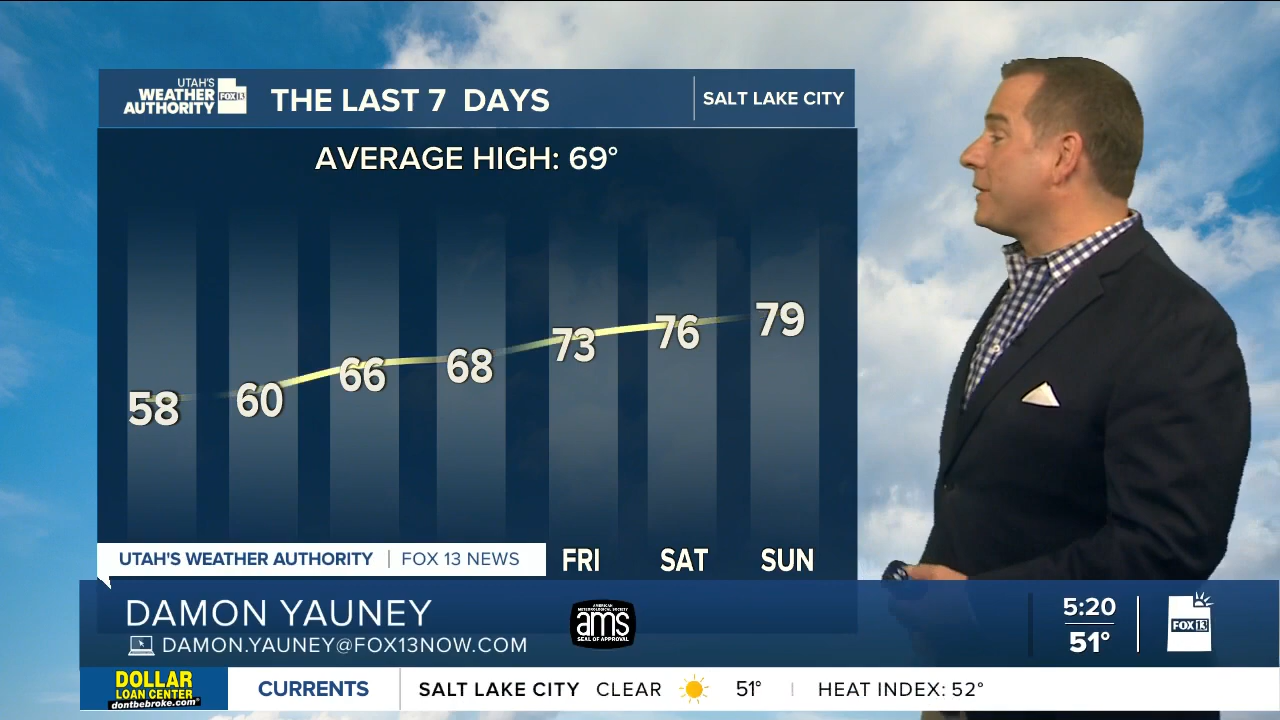 UTAH'S
WEATHER
AUTHORITY
FOX 13
THE LAST 7 DAYS
SALT LAKE CITY
AVERAGE HIGH: 69°
58
60
66
68
73
76
79
UTAH'S WEATHER AUTHORITY | FOX 13 NEWS
FRI
SAT
SUN
DAMON YAUNEY
DAMON.YAUNEY@FOX13NOW.COM
AMERICAN
METEOROLOGICAL SOCIETY
ams
SEAL OF APPROVAL
5:20
51°
FOX 13
DOLLAR
LOAN CENTER
dontbebroke.com
CURRENTS
SALT LAKE CITY CLEAR 51° | HEAT INDEX: 52°